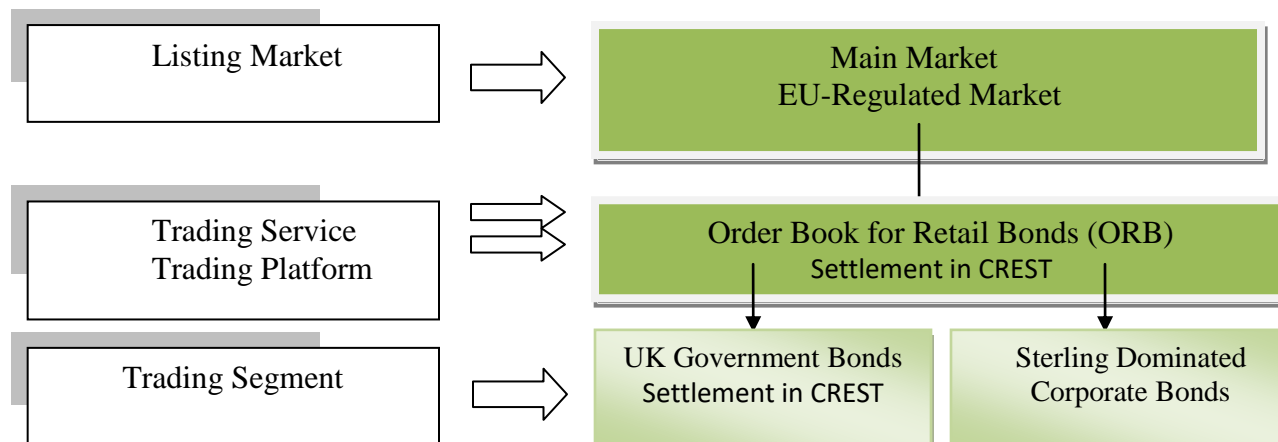 Listing Market
Main Market
EU-Regulated Market
Trading Service
Trading Platform
Order Book for Retail Bonds (ORB)
Settlement in CREST
Trading Segment
UK Government Bonds
Settlement in CREST
Sterling Dominated
Corporate Bonds